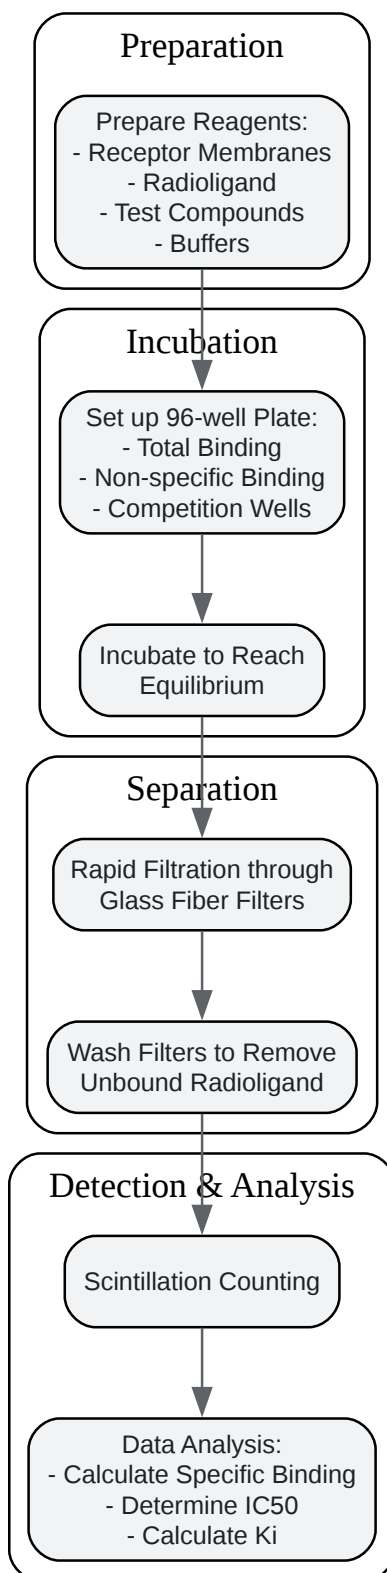 Preparation
Prepare Reagents:
- Receptor Membranes
- Radioligand
- Test Compounds
- Buffers
Incubation
Set up 96-well Plate:
- Total Binding
- Non-specific Binding
- Competition Wells
Incubate to Reach
Equilibrium
Separation
Rapid Filtration through
Glass Fiber Filters
Wash Filters to Remove
Unbound Radioligand
Detection & Analysis
Scintillation Counting
Data Analysis:
- Calculate Specific Binding
- Determine IC50
- Calculate Ki